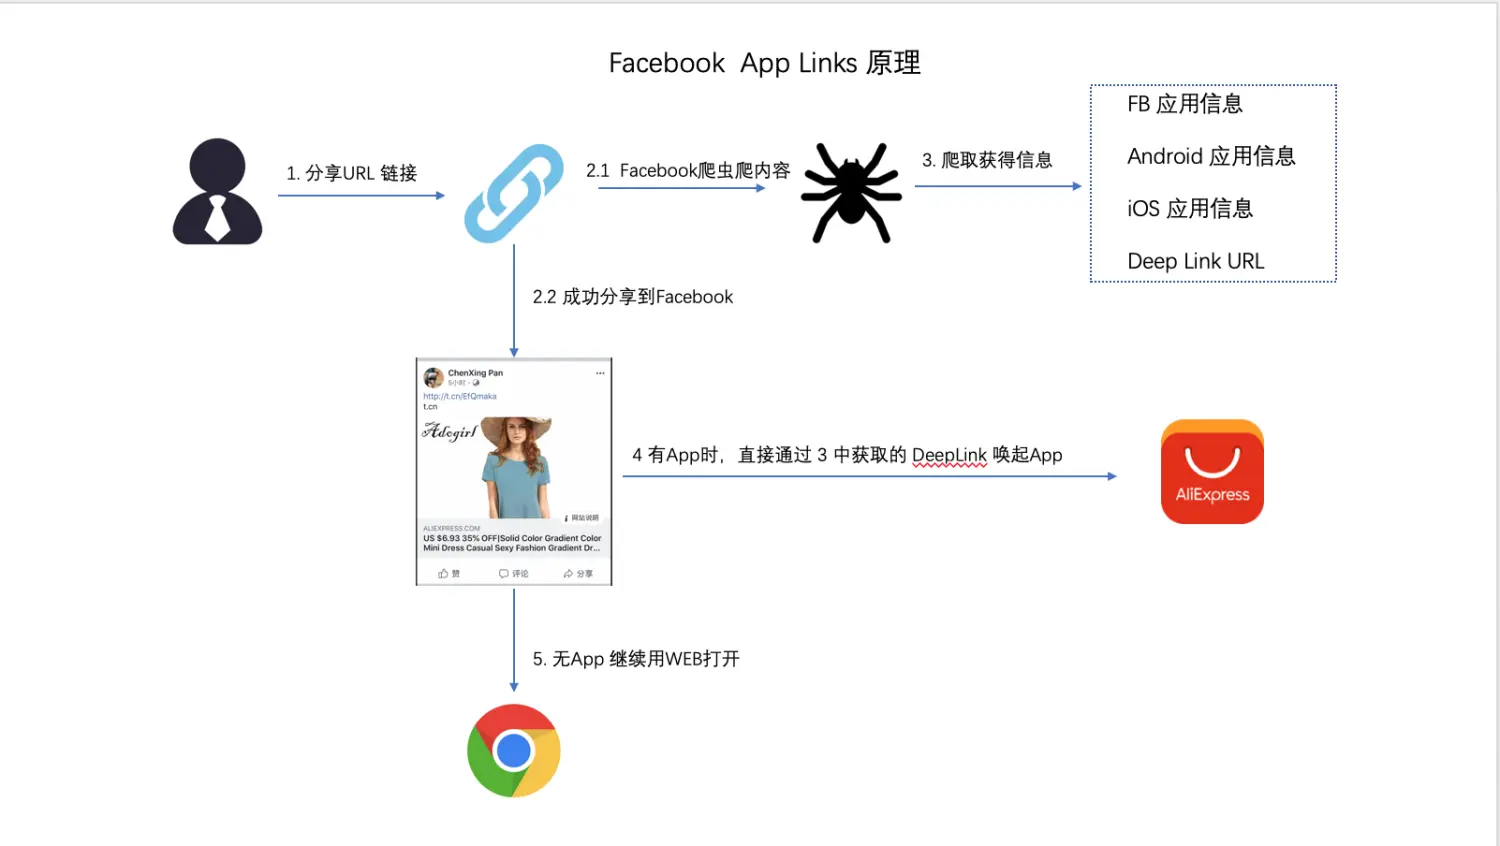 Facebook App Links 原理
1. 分享URL 链接
2.1 Facebook爬虫爬内容
3. 爬取获得信息
FB 应用信息
Android 应用信息
iOS 应用信息
Deep Link URL
2.2 成功分享到Facebook
ChenXing Pan
5小时 ·
http://t.cn/EfQmaka
t.cn
Adogirl
网站说明
ALIEXPRESS.COM
US $6.93 35% OFF|Solid Color Gradient Color
Mini Dress Casual Sexy Fashion Gradient Dr...
赞 评论 分享
4 有App时，直接通过 3 中获取的 DeepLink 唤起App
AliExpress
5. 无App 继续用WEB打开